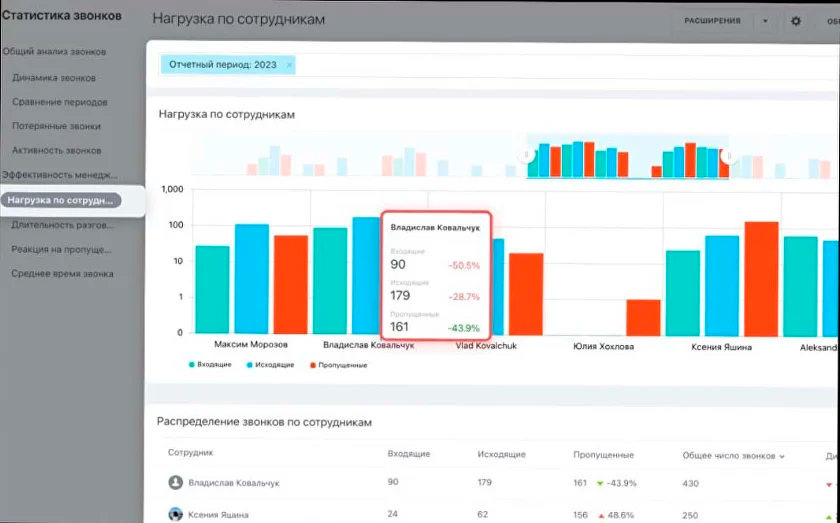 Статистика звонков
Нагрузка по сотрудникам
РАСШИРЕНИЯ
Общий анализ звонков
Динамика звонков
Сравнение периодов
Потерянные звонки
Активность звонков
Эффективность менедж...
Нагрузка по сотрудн...
Длительность разгов...
Реакция на пропуще...
Среднее время звонка
Отчетный период: 2023 ×
Нагрузка по сотрудникам
1,000
100
10
1
0
Владислав Ковальчук
Входящие
90 -50.5%
Исходящие
179 -28.7%
Пропущенные
161 -43.9%
Максим Морозов
Владислав Ковальчук
Vlad Kovalchuk
Юлия Хохлова
Ксения Яшина
Aleksand
Входящие Исходящие Пропущенные
Распределение звонков по сотрудникам
Сотрудник Входящие Исходящие Пропущенные Общее число звонков Ди
Владислав Ковальчук 90 179 161 -43.9% 430
Ксения Яшина 24 62 156 48.6% 250